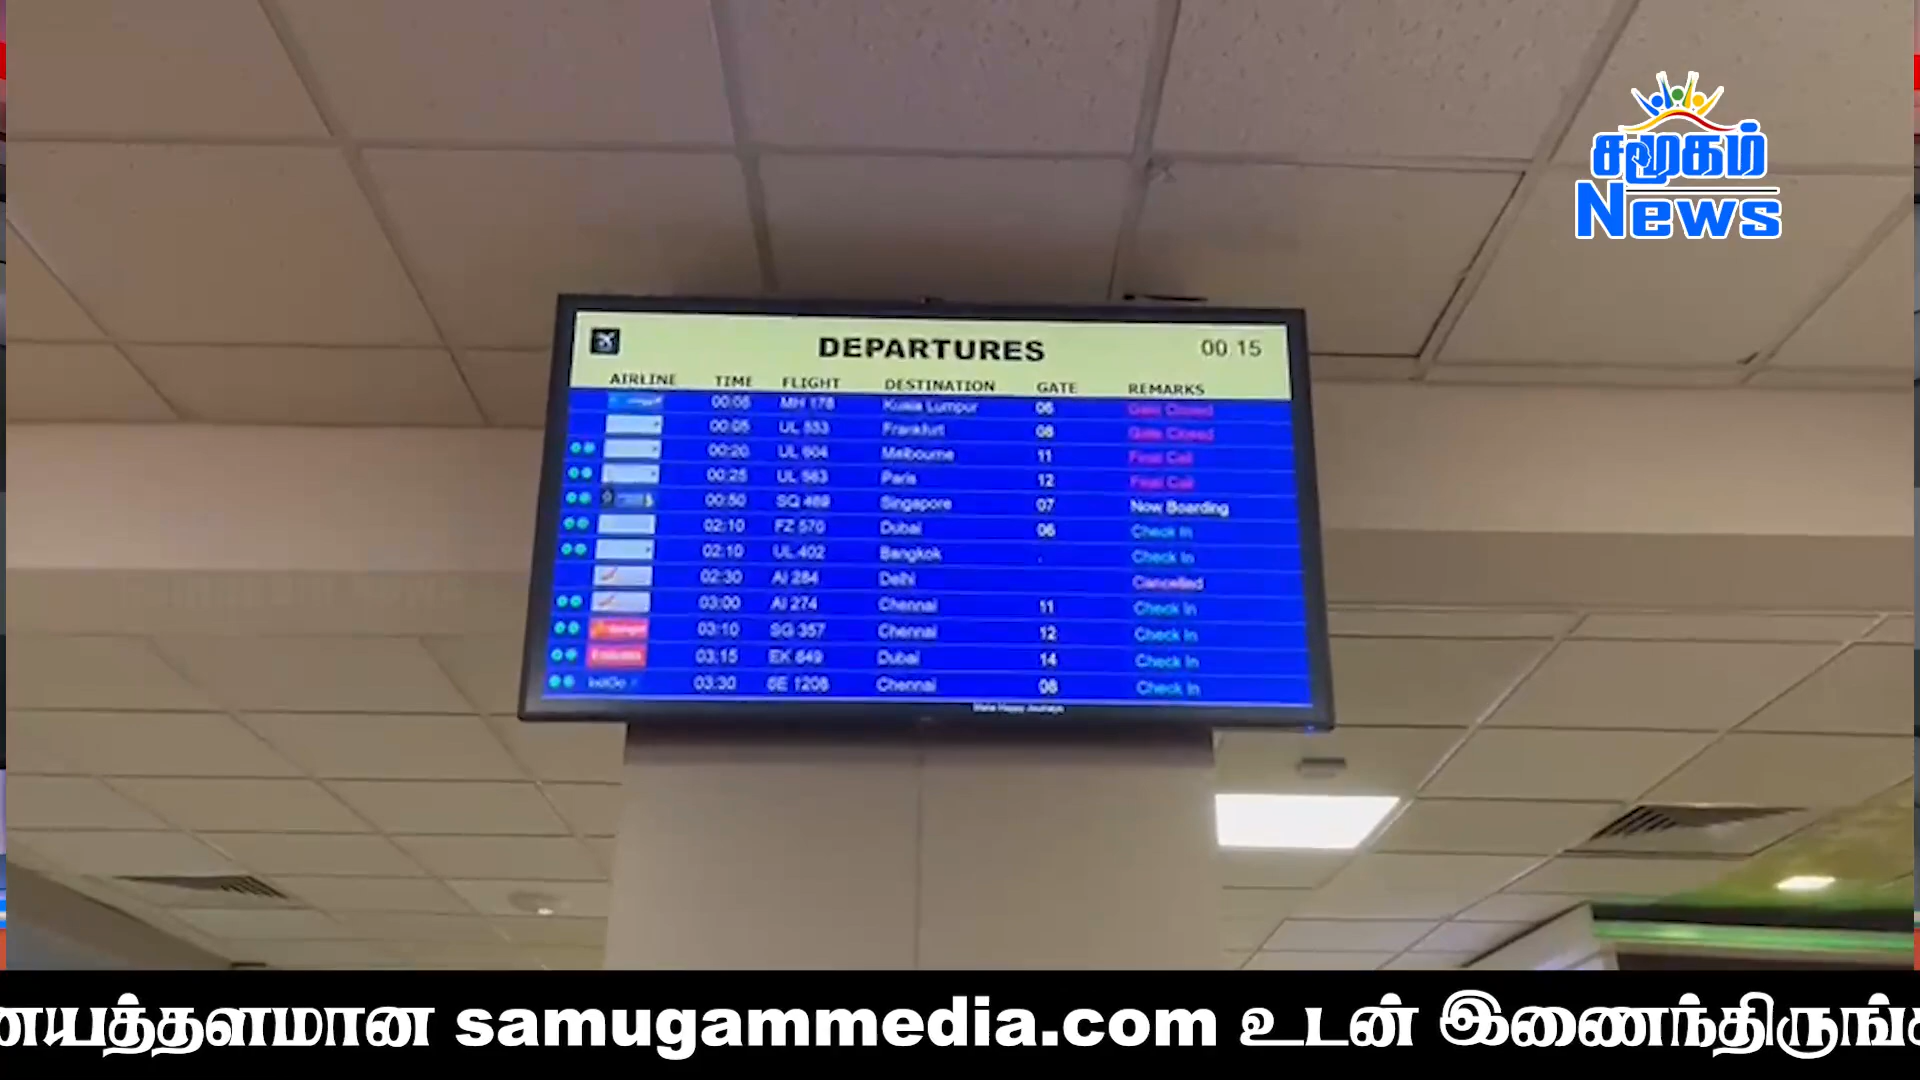 சமூகம்
News
DEPARTURES 00 15
AIRLINE TIME FLIGHT DESTINATION GATE REMARKS
00:05 MH 178 Kuala Lumpur 06 Gate Closed
00:05 UL 553 Frankfurt 08 Gate Closed
00:20 UL 604 Melbourne 11 Final Call
00:25 UL 563 Paris 12 Final Call
00:50 SQ 469 Singapore 07 Now Boarding
02:10 FZ 570 Dubai 06 Check In
02:10 UL 402 Bangkok Check In
02:30 AI 284 Delhi Cancelled
03:00 AI 274 Chennai 11 Check In
03:10 SG 357 Chennai 12 Check In
Emirates 03:15 EK 649 Dubai 14 Check In
IndiGo 03:30 6E 1206 Chennai 08 Check In
samugammedia.com உடன்